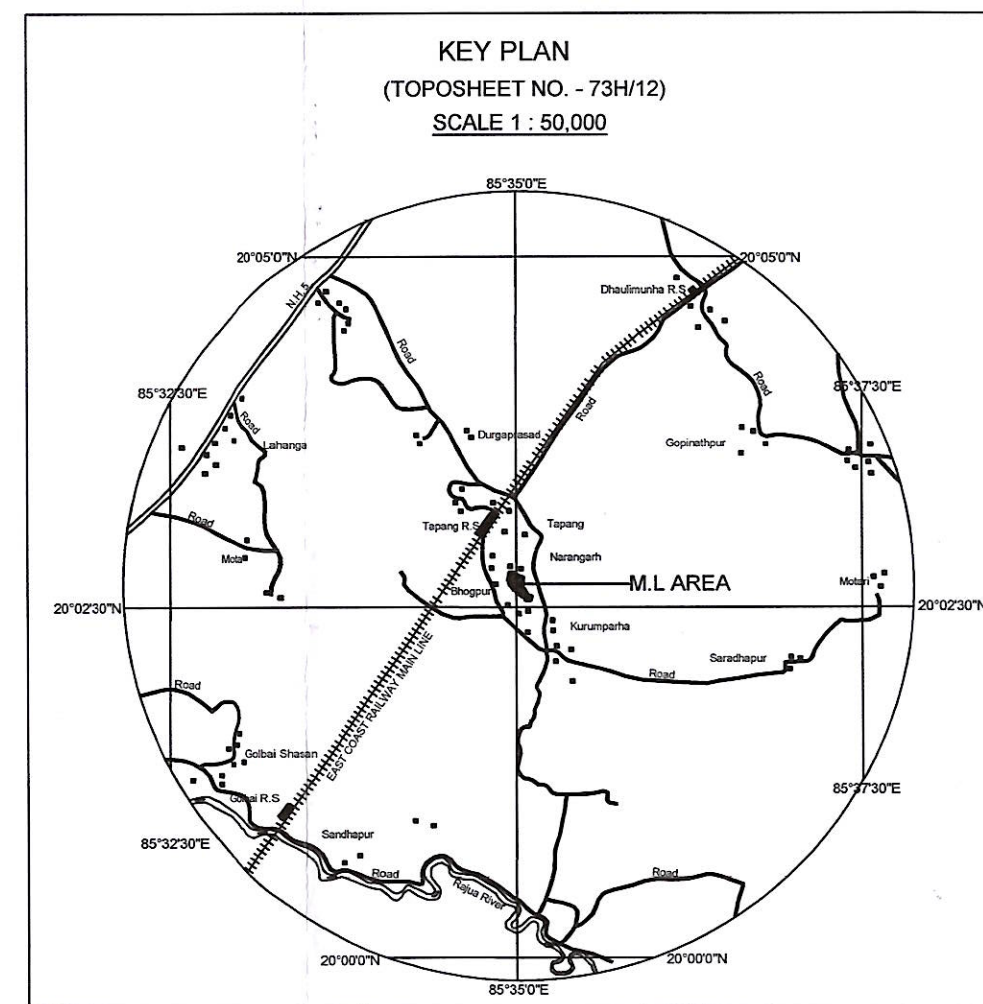 KEY PLAN
(TOPOSHEET NO. - 73H/12)
SCALE 1 : 50,000
85°35'0"E
20°05'0"N
20°05'0"N
Dhaulimunha R.S
N.H.5
Road
85°32'30"E
85°37'30"E
Road
Road
Road
Lahanga
Durgaprasad
Gopinathpur
Road
Tapang R.S
Tapang
Mota
Narangarh
M.L AREA
Motari
Bhogpur
20°02'30"N
20°02'30"N
Kurumparha
Saradhapur
Road
Road
EAST COAST RAILWAY MAIN LINE
Golbai Shasan
Golbai R.S
85°37'30"E
85°32'30"E
Sandhapur
Road
Road
Rajua River
20°00'0"N
20°00'0"N
85°35'0"E